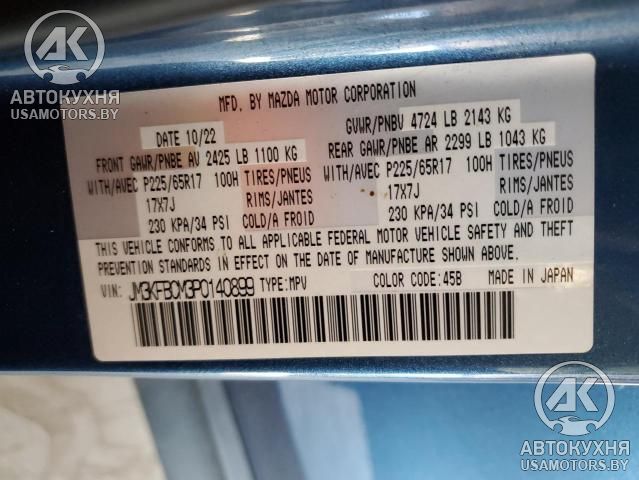 AK
АВТОКУХНЯ
USAMOTORS.BY
MFD. BY MAZDA MOTOR CORPORATION
DATE 10/22
GVWR/PNBV 4724 LB 2143 KG
FRONT GAWR/PNBE AV 2425 LB 1100 KG
REAR GAWR/PNBE AR 2299 LB 1043 KG
WITH/AVEC P225/65R17 100H TIRES/PNEUS
17X7J RIMS/JANTES
230 KPA/34 PSI COLD/A FROID
WITH/AVEC P225/65R17 100H TIRES/PNEUS
17X7J RIMS/JANTES
230 KPA/34 PSI COLD/A FROID
THIS VEHICLE CONFORMS TO ALL APPLICABLE FEDERAL MOTOR VEHICLE SAFETY AND THEFT
PREVENTION STANDARDS IN EFFECT ON THE DATE OF MANUFACTURE SHOWN ABOVE.
VIN: JM3KFBCM3P0140899 TYPE: MPV COLOR CODE: 45B MADE IN JAPAN
AK
АВТОКУХНЯ
USAMOTORS.BY